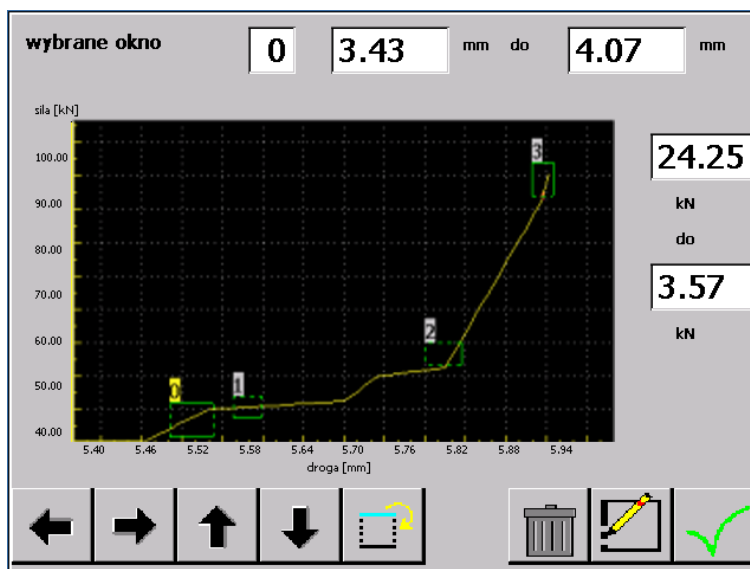 wybrane okno 0 3.43 mm do 4.07 mm
sila [kN]
100.00
90.00
80.00
70.00
60.00
50.00
40.00
0
1
2
3
5.40 5.46 5.52 5.58 5.64 5.70 5.76 5.82 5.88 5.94
droga [mm]
24.25
kN
do
3.57
kN